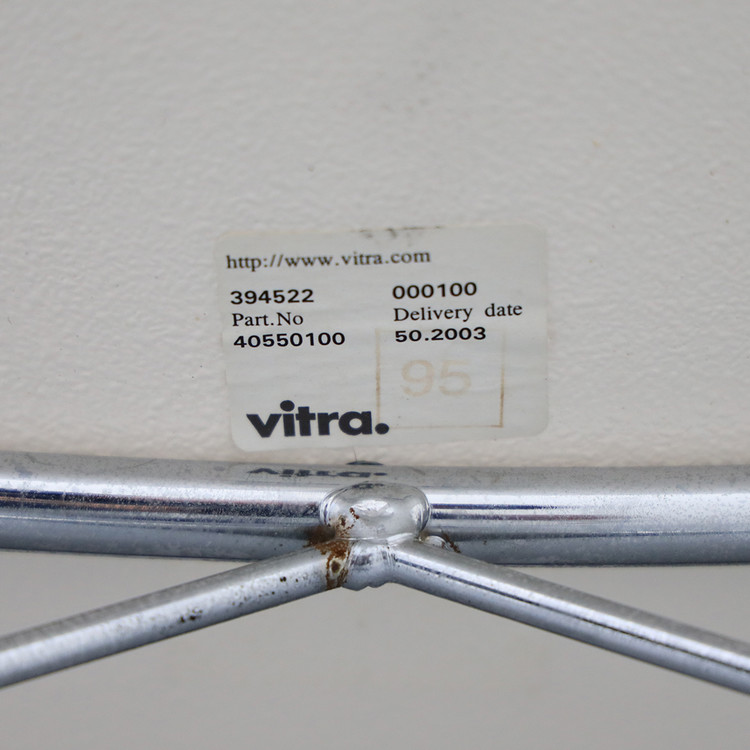 http://www.vitra.com
394522 000100
Part.No Delivery date
40550100 50.2003
95
vitra.